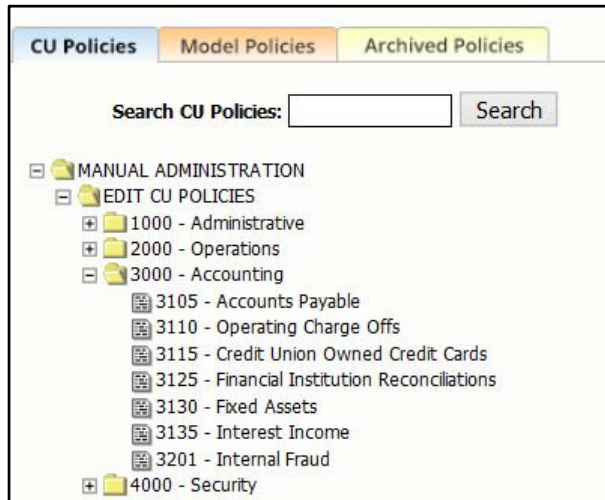 CU Policies Model Policies Archived Policies
Search CU Policies: Search
MANUAL ADMINISTRATION
EDIT CU POLICIES
1000 - Administrative
2000 - Operations
3000 - Accounting
3105 - Accounts Payable
3110 - Operating Charge Offs
3115 - Credit Union Owned Credit Cards
3125 - Financial Institution Reconciliations
3130 - Fixed Assets
3135 - Interest Income
3201 - Internal Fraud
4000 - Security